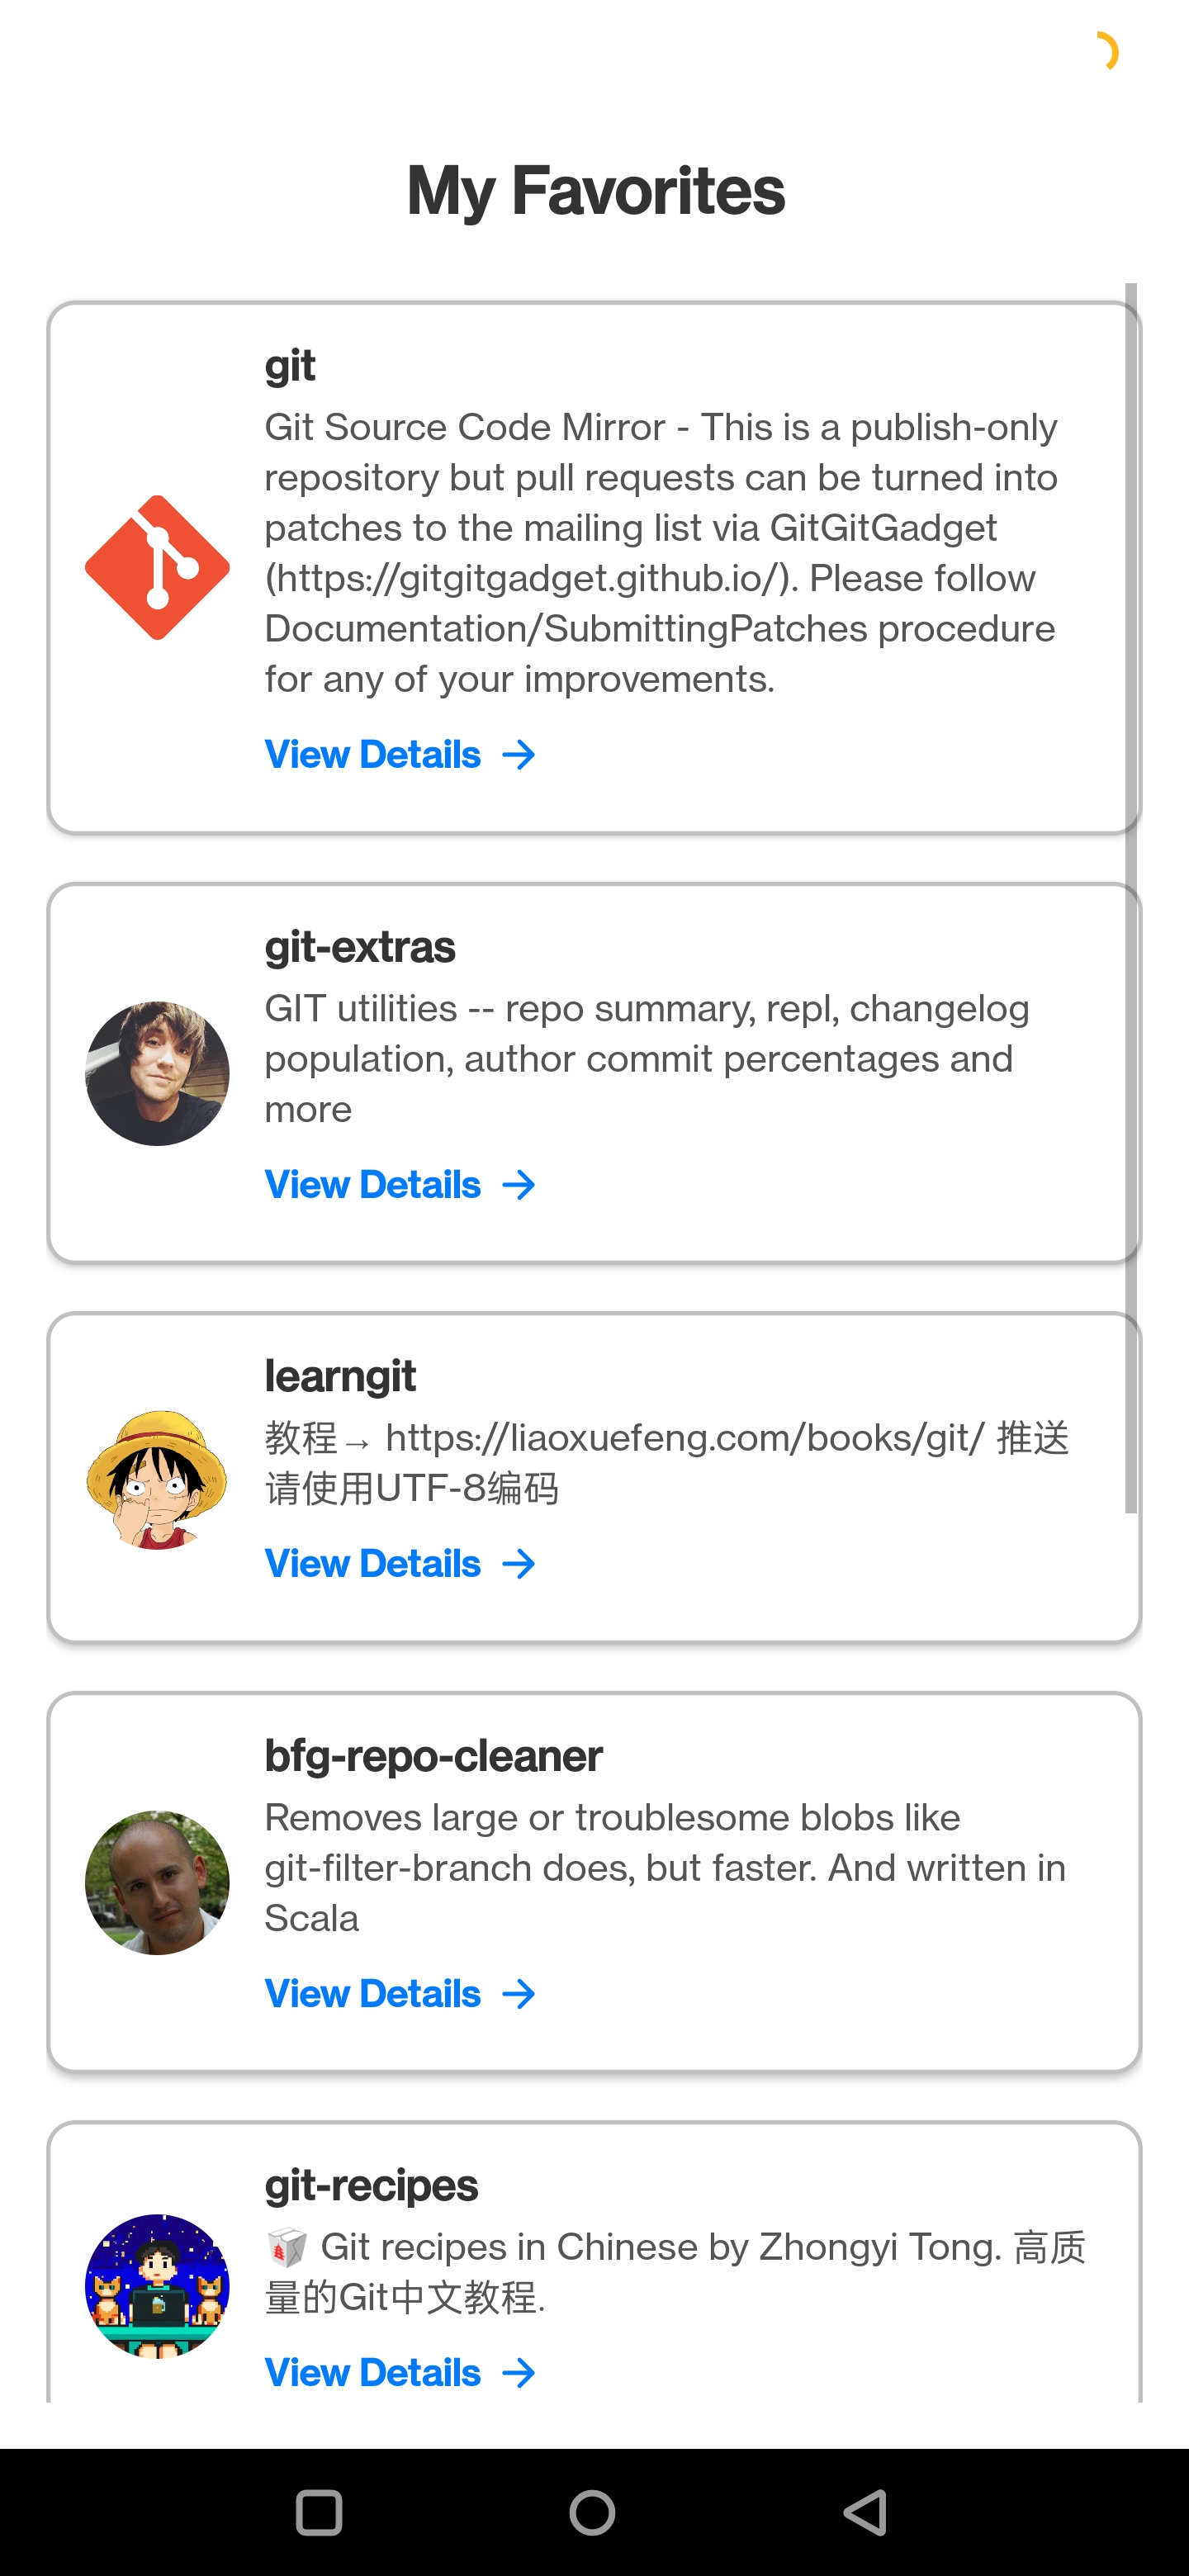 My Favorites
git
Git Source Code Mirror - This is a publish-only
repository but pull requests can be turned into
patches to the mailing list via GitGitGadget
(https://gitgitgadget.github.io/). Please follow
Documentation/SubmittingPatches procedure
for any of your improvements.
View Details →
git-extras
GIT utilities -- repo summary, repl, changelog
population, author commit percentages and
more
View Details →
learngit
教程→ https://liaoxuefeng.com/books/git/ 推送
请使用UTF-8编码
View Details →
bfg-repo-cleaner
Removes large or troublesome blobs like
git-filter-branch does, but faster. And written in
Scala
View Details →
git-recipes
🥡 Git recipes in Chinese by Zhongyi Tong. 高质
量的Git中文教程.
View Details →